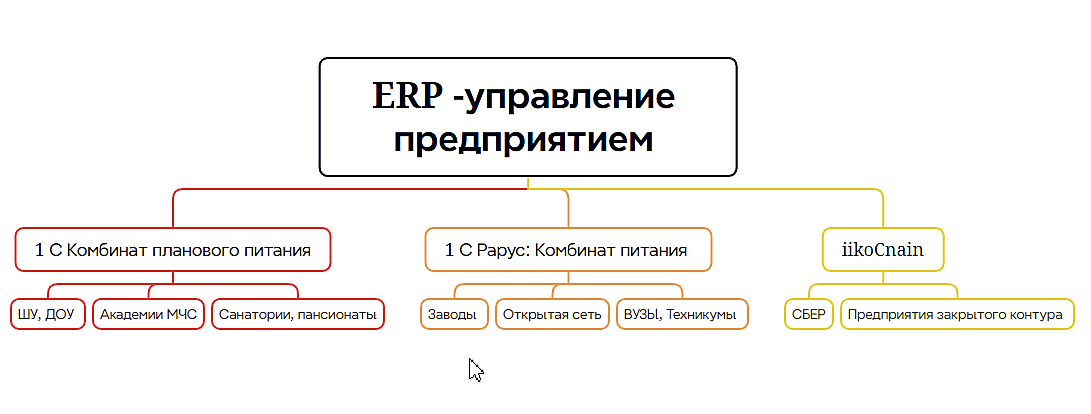 ERP -управление
предприятием
1 С Комбинат планового питания
1 С Рарус: Комбинат питания
iikoCnain
ШУ, ДОУ
Академии МЧС
Санатории, пансионаты
Заводы
Открытая сеть
ВУЗЫ, Техникумы
СБЕР
Предприятия закрытого контура